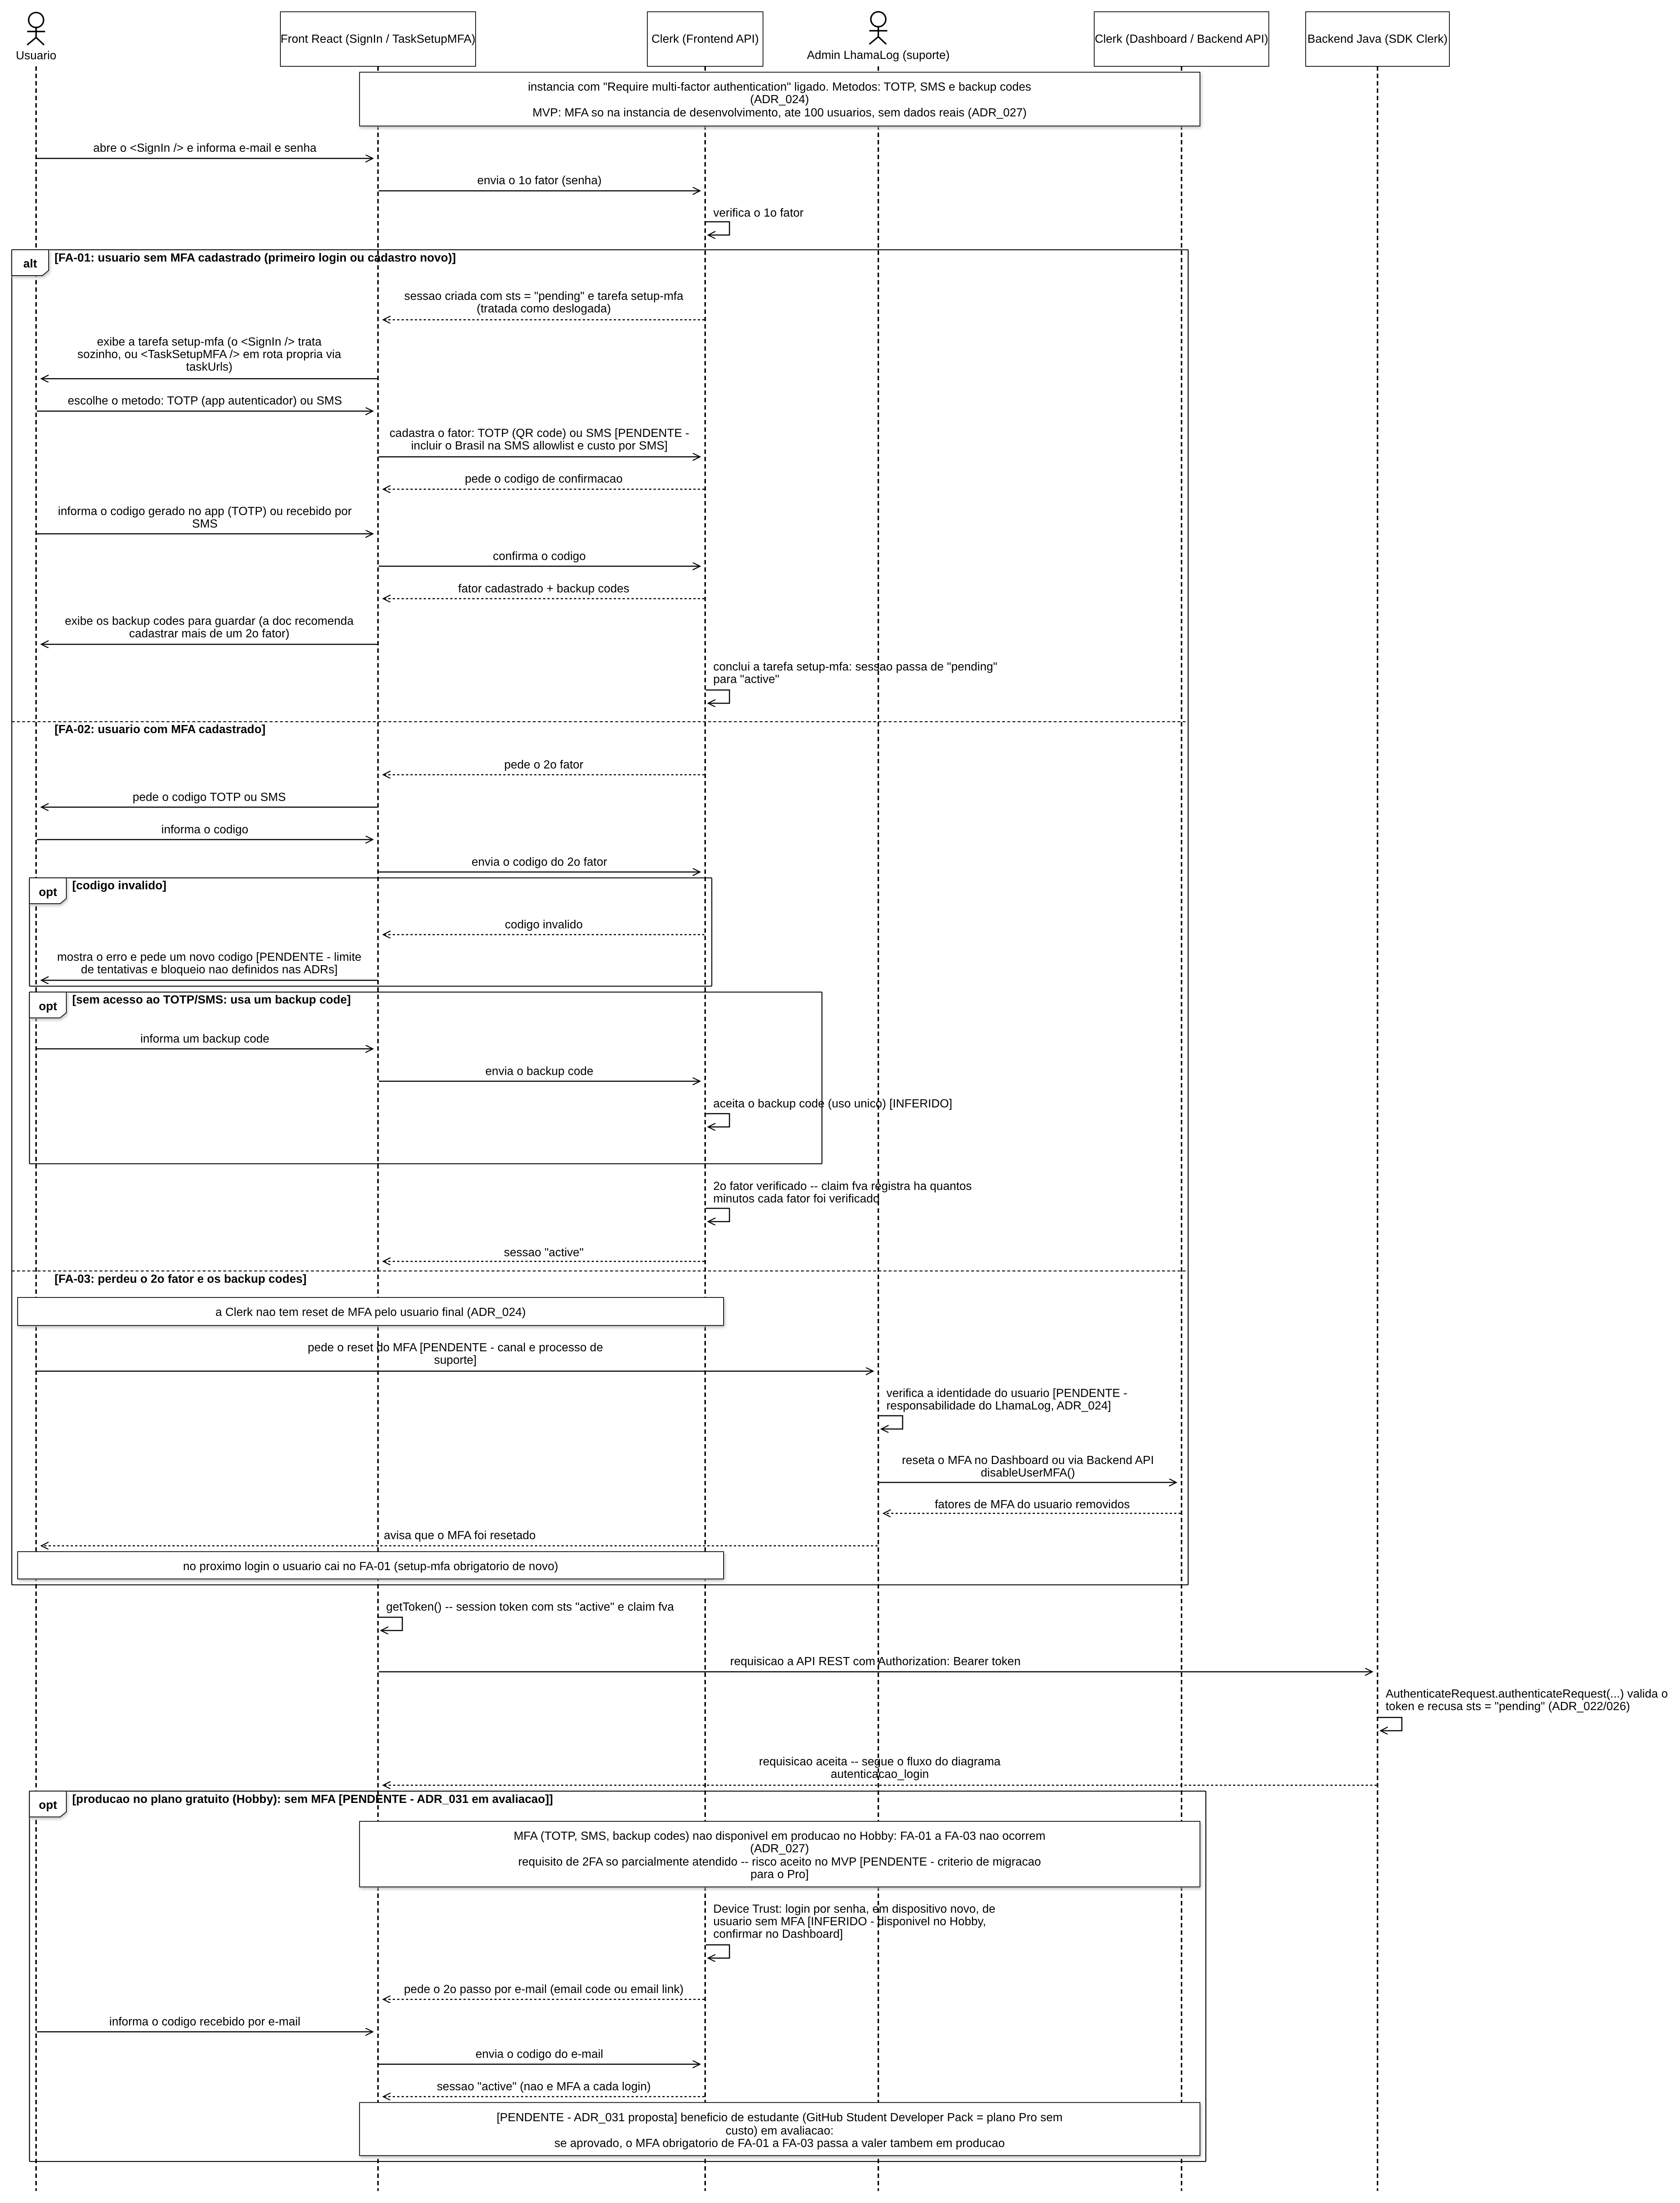 Usuario
Front React (SignIn / TaskSetupMFA)
Clerk (Frontend API)
Admin LhamaLog (suporte)
Clerk (Dashboard / Backend API)
Backend Java (SDK Clerk)
instancia com "Require multi-factor authentication" ligado. Metodos: TOTP, SMS e backup codes
(ADR_024)
MVP: MFA so na instancia de desenvolvimento, ate 100 usuarios, sem dados reais (ADR_027)
abre o <SignIn /> e informa e-mail e senha
envia o 1o fator (senha)
verifica o 1o fator
alt
[FA-01: usuario sem MFA cadastrado (primeiro login ou cadastro novo)]
sessao criada com sts = "pending" e tarefa setup-mfa
(tratada como deslogada)
exibe a tarefa setup-mfa (o <SignIn /> trata
sozinho, ou <TaskSetupMFA /> em rota propria via
taskUrls)
escolhe o metodo: TOTP (app autenticador) ou SMS
cadastra o fator: TOTP (QR code) ou SMS [PENDENTE -
incluir o Brasil na SMS allowlist e custo por SMS]
pede o codigo de confirmacao
informa o codigo gerado no app (TOTP) ou recebido por
SMS
confirma o codigo
fator cadastrado + backup codes
exibe os backup codes para guardar (a doc recomenda
cadastrar mais de um 2o fator)
conclui a tarefa setup-mfa: sessao passa de "pending"
para "active"
[FA-02: usuario com MFA cadastrado]
pede o 2o fator
pede o codigo TOTP ou SMS
informa o codigo
envia o codigo do 2o fator
opt
[codigo invalido]
codigo invalido
mostra o erro e pede um novo codigo [PENDENTE - limite
de tentativas e bloqueio nao definidos nas ADRs]
opt
[sem acesso ao TOTP/SMS: usa um backup code]
informa um backup code
envia o backup code
aceita o backup code (uso unico) [INFERIDO]
2o fator verificado -- claim fva registra ha quantos
minutos cada fator foi verificado
sessao "active"
[FA-03: perdeu o 2o fator e os backup codes]
a Clerk nao tem reset de MFA pelo usuario final (ADR_024)
pede o reset do MFA [PENDENTE - canal e processo de
suporte]
verifica a identidade do usuario [PENDENTE -
responsabilidade do LhamaLog, ADR_024]
reseta o MFA no Dashboard ou via Backend API
disableUserMFA()
fatores de MFA do usuario removidos
avisa que o MFA foi resetado
no proximo login o usuario cai no FA-01 (setup-mfa obrigatorio de novo)
getToken() -- session token com sts "active" e claim fva
requisicao a API REST com Authorization: Bearer token
AuthenticateRequest.authenticateRequest(...) valida o
token e recusa sts = "pending" (ADR_022/026)
requisicao aceita -- segue o fluxo do diagrama
autenticacao_login
opt
[producao no plano gratuito (Hobby): sem MFA [PENDENTE - ADR_031 em avaliacao]]
MFA (TOTP, SMS, backup codes) nao disponivel em producao no Hobby: FA-01 a FA-03 nao ocorrem
(ADR_027)
requisito de 2FA so parcialmente atendido -- risco aceito no MVP [PENDENTE - criterio de migracao
para o Pro]
Device Trust: login por senha, em dispositivo novo, de
usuario sem MFA [INFERIDO - disponivel no Hobby,
confirmar no Dashboard]
pede o 2o passo por e-mail (email code ou email link)
informa o codigo recebido por e-mail
envia o codigo do e-mail
sessao "active" (nao e MFA a cada login)
[PENDENTE - ADR_031 proposta] beneficio de estudante (GitHub Student Developer Pack = plano Pro sem
custo) em avaliacao:
se aprovado, o MFA obrigatorio de FA-01 a FA-03 passa a valer tambem em producao